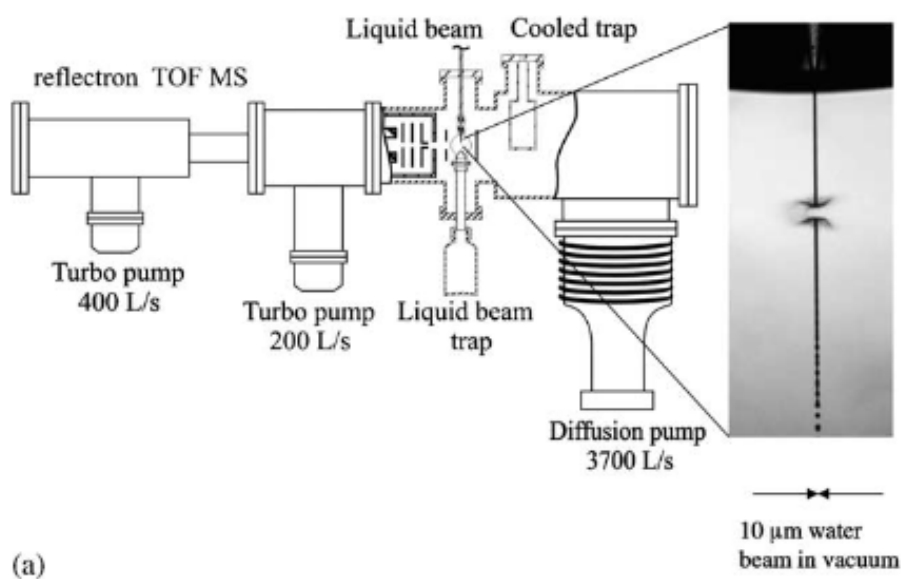 Liquid beam
Cooled trap
reflectron TOF MS
Turbo pump
400 L/s
Turbo pump
200 L/s
Liquid beam
trap
Diffusion pump
3700 L/s
10 µm water
beam in vacuum
(a)